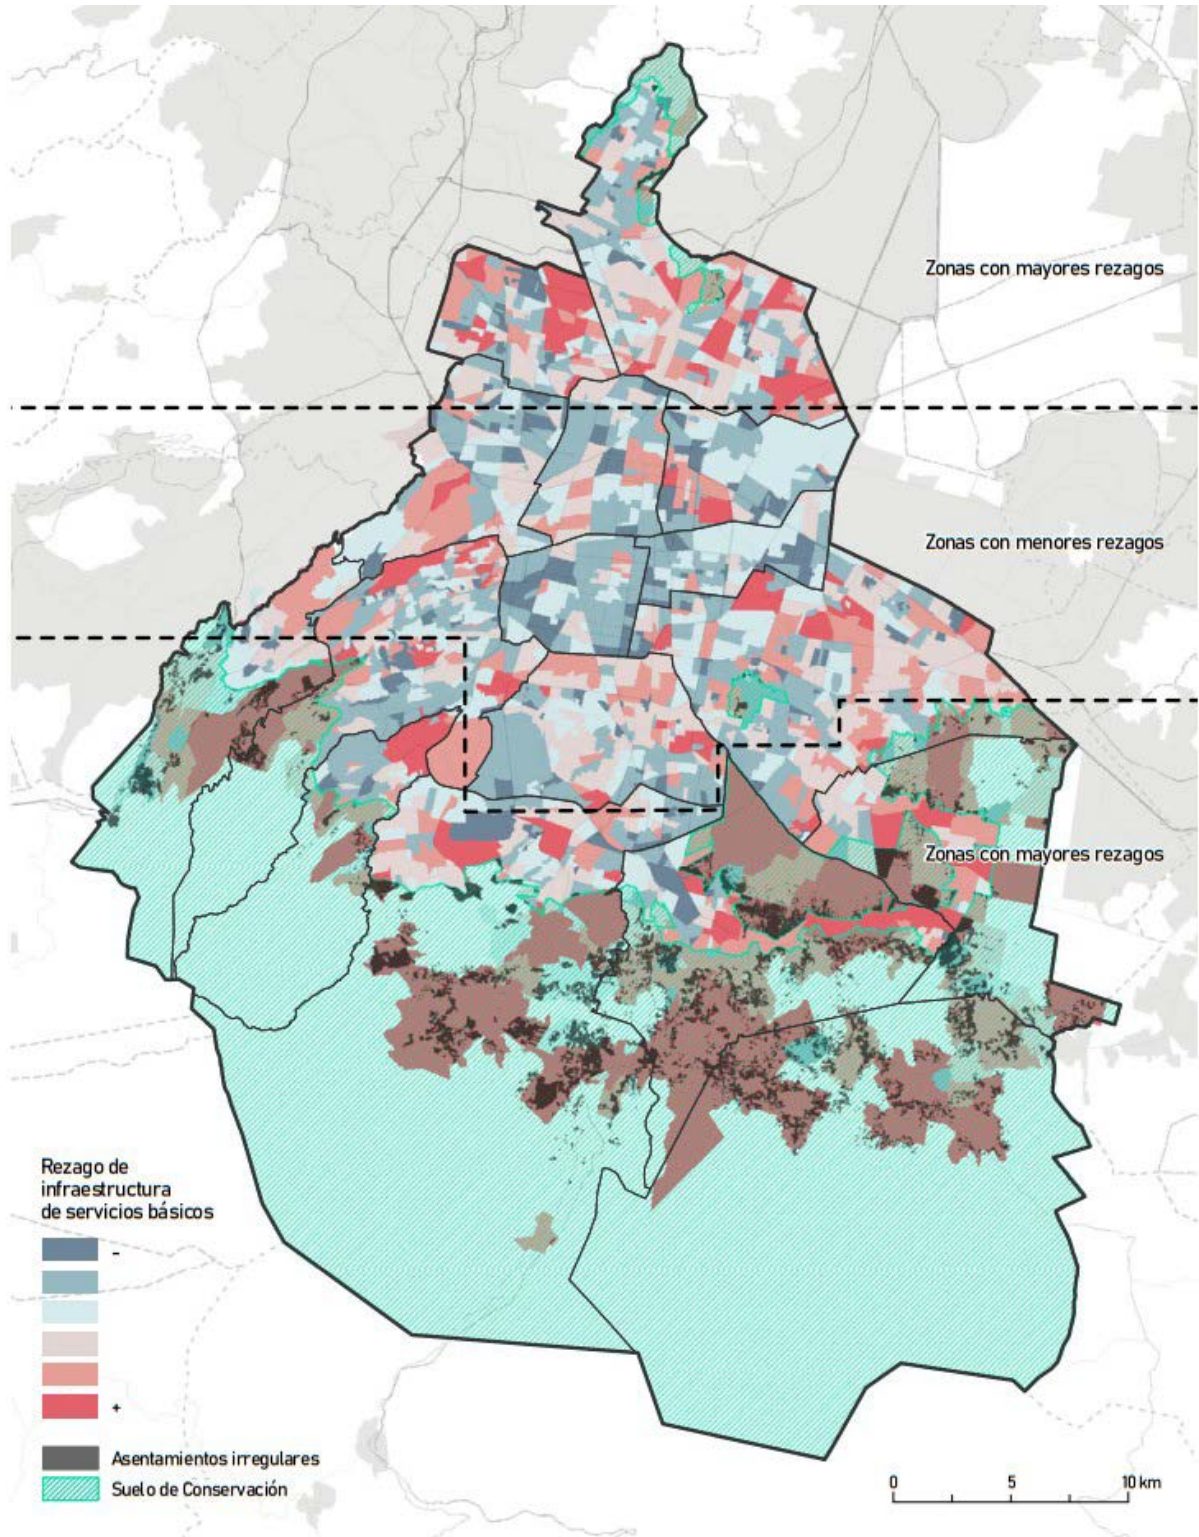 Zonas con mayores rezagos
Zonas con menores rezagos
Zonas con mayores rezagos
Rezago de
infraestructura
de servicios básicos
-
+
Asentamientos irregulares
Suelo de Conservación
0 5 10 km